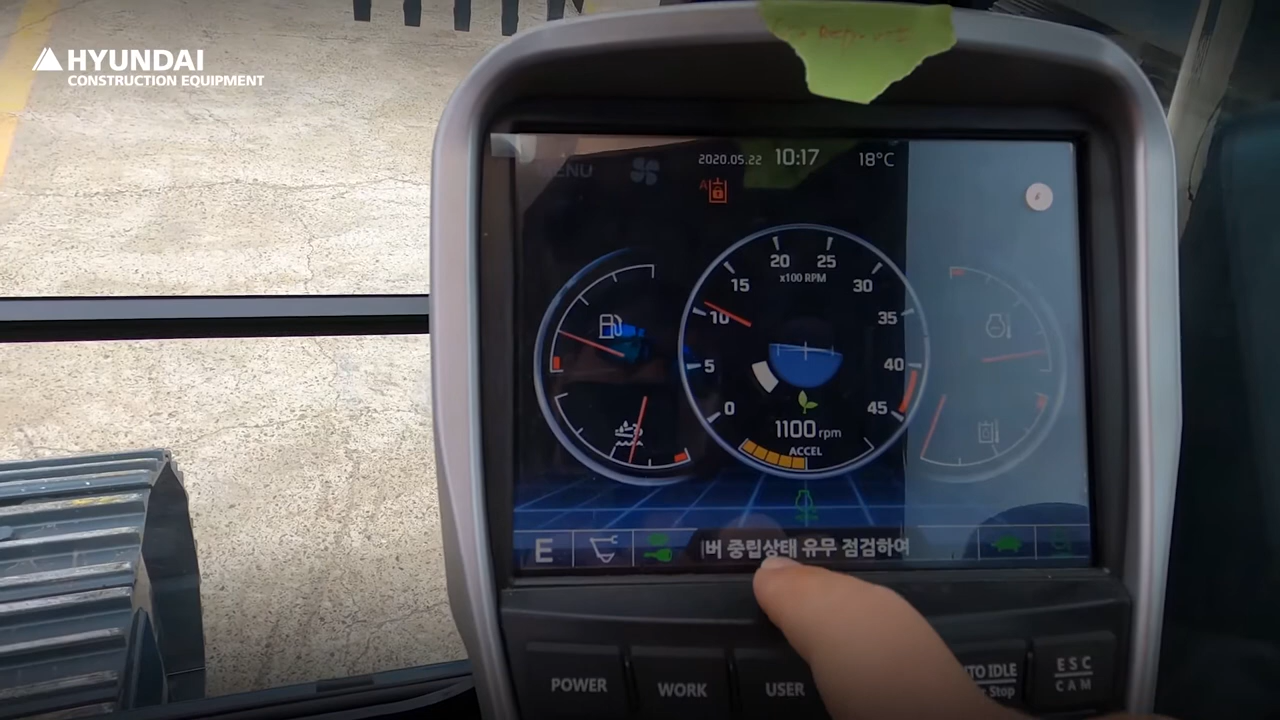 HYUNDAI
CONSTRUCTION EQUIPMENT
MENU
2020.05.22 10:17 18°C
A
20 25
x100 RPM
15 30
10 35
5 40
0 45
1100 rpm
ACCEL
E
버 중립상태 유무 점검하여
POWER
WORK
USER
AUTO IDLE
Stop
ESC
CAM